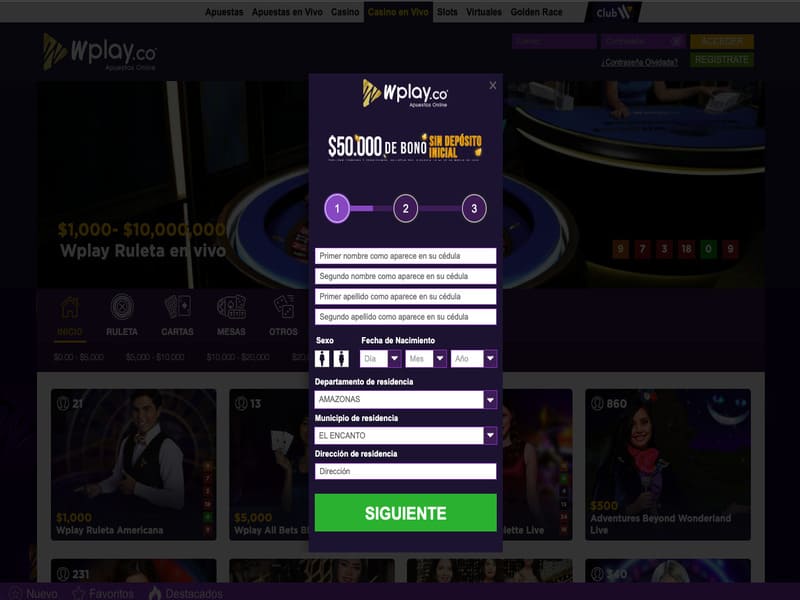 Apuestas Apuestas en Vivo Casino Casino en Vivo Slots Virtuales Golden Race Club W
Wplay.co
Apuestas Online
ACCEDER
¿Contraseña Olvidada? REGISTRATE
X
Wplay.co
Apuestas Online
$50.000 DE BONO SIN DEPÓSITO INICIAL
1 2 3
$1,000- $10,000,000
Wplay Ruleta en vivo
9 7 3 18 0 9
Primer nombre como aparece en su cédula
Segundo nombre como aparece en su cédula
Primer apellido como aparece en su cédula
Segundo apellido como aparece en su cédula
INICIO RULETA CARTAS MESAS OTROS
$0.00 - $5,000 $5,000 - $10,000 $10,000 - $20,000
Sexo Fecha de Nacimiento
Día Mes Año
Departamento de residencia
AMAZONAS
Municipio de residencia
EL ENCANTO
Dirección de residencia
Dirección
SIGUIENTE
21 13 860
$1,000
Wplay Ruleta Americana
$5,000
Wplay All Bets
lette Live
$500
Adventures Beyond Wonderland
Live
231 340
Nuevo Favoritos Destacados